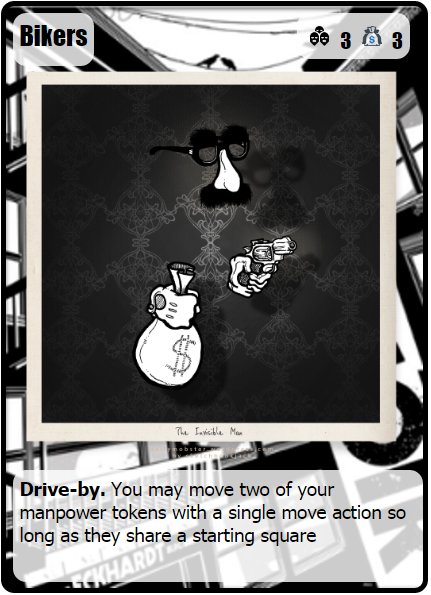 Bikers 3 3
$
The Invisible Man
Drive-by. You may move two of your
manpower tokens with a single move action so
long as they share a starting square
ECKHARDT